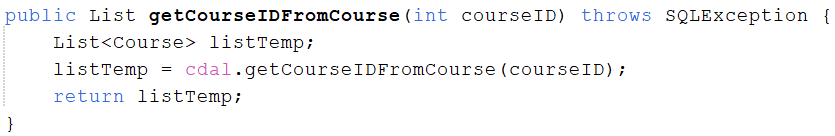 public List getCourseIDFromCourse(int courseID) throws SQLException {
    List<Course> listTemp;
    listTemp = cdal.getCourseIDFromCourse(courseID);
    return listTemp;
}